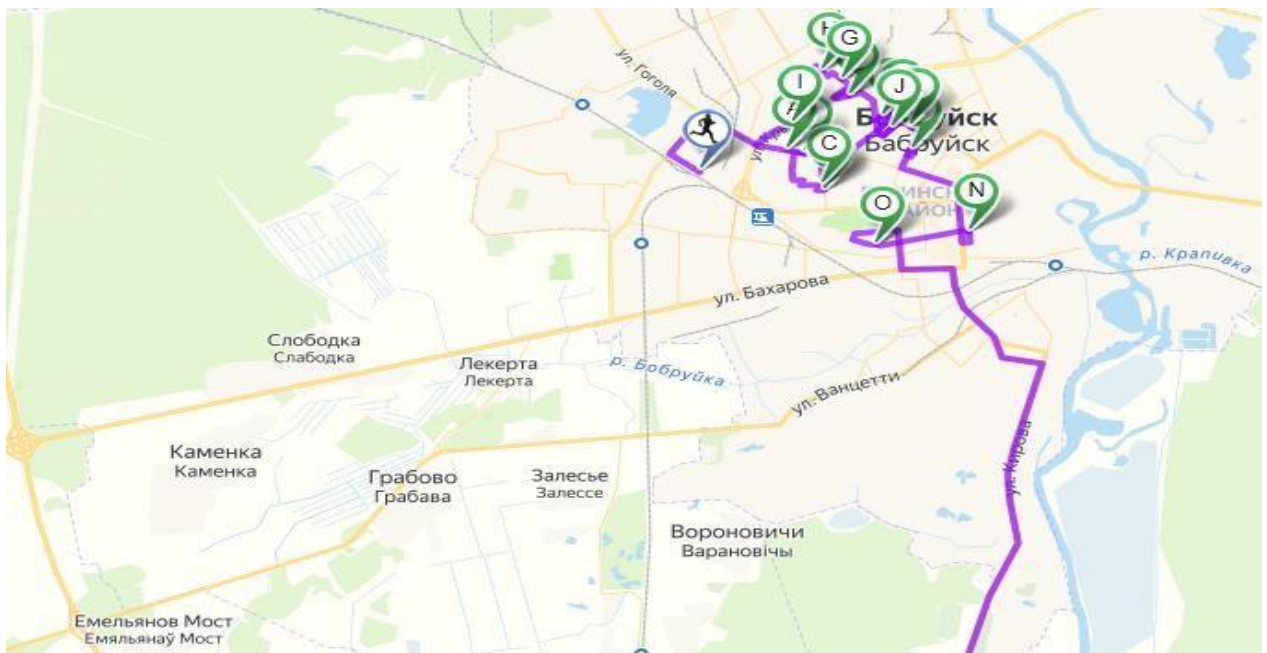 ул. Гоголя
H
G
I
J
Бабруйск
C
O
N
р. Крапивка
ул. Бахарова
Слободка
Слабодка
Лекерта
Лекерта
р. Бобруйка
ул. Ванцетти
Каменка
Каменка
Грабово
Грабава
Залесье
Залессе
ул. Кирова
Вороновичи
Варановічы
Емельянов Мост
Емяльянаў Мост